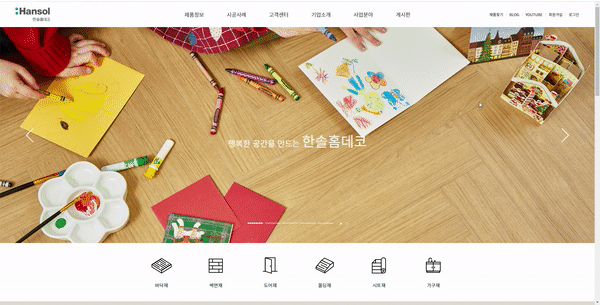 Hansol
한솔홈데코
제품정보 시공사례 고객센터 기업소개 사업분야 게시판
제품찾기 BLOG YOUTUBE 회원가입 로그인
행복한 공간을 만드는 한솔홈데코
바닥재 벽면재 도어재 몰딩재 시트재 가구재